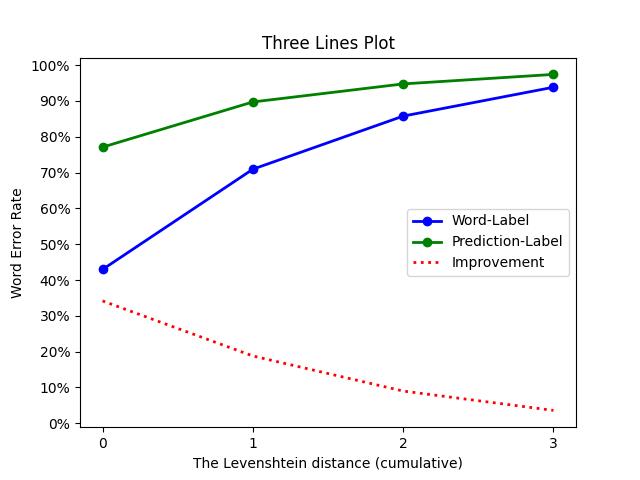 Three Lines Plot
100%
90%
80%
70%
60%
50%
40%
30%
20%
10%
0%
Word Error Rate
Word-Label
Prediction-Label
Improvement
0 1 2 3
The Levenshtein distance (cumulative)